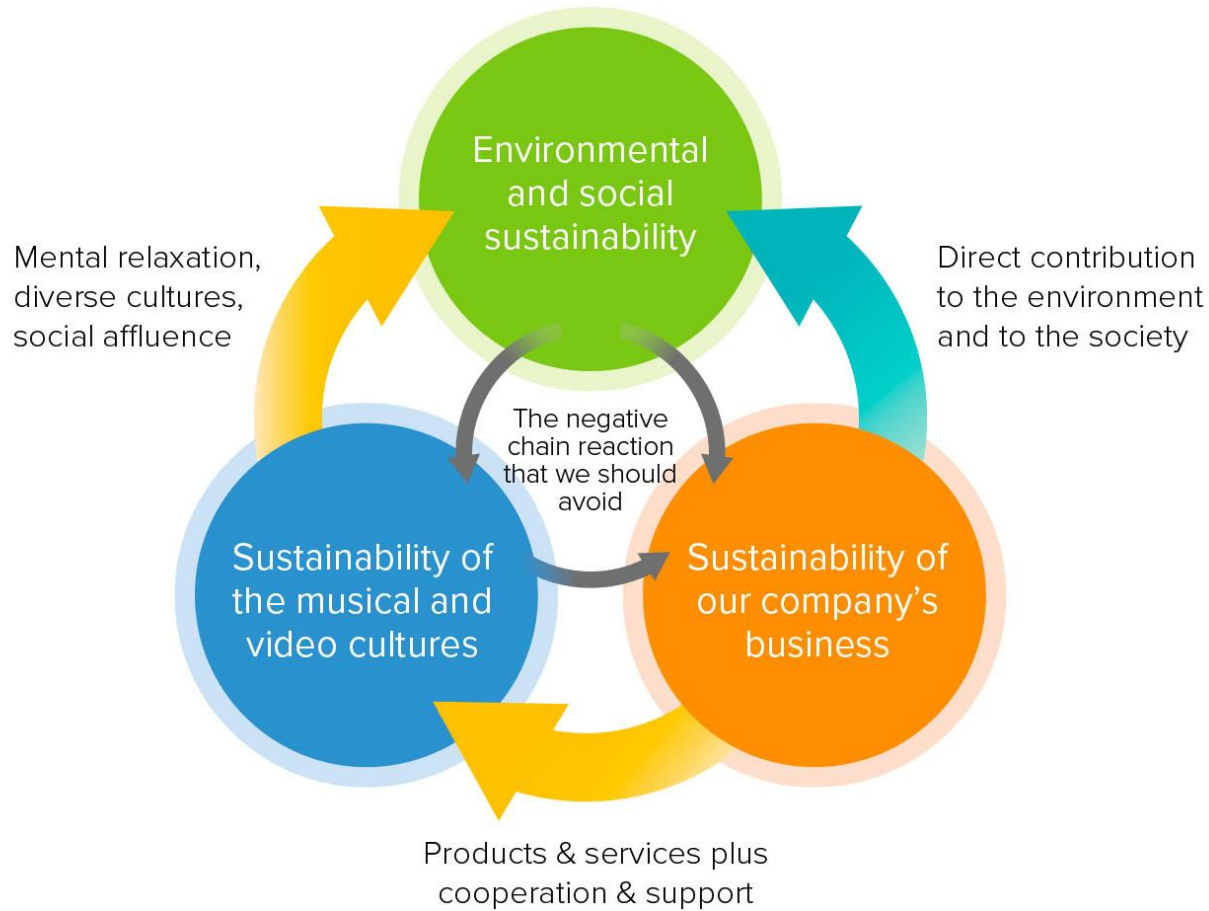 Environmental
and social
sustainability
Mental relaxation,
diverse cultures,
social affluence
Direct contribution
to the environment
and to the society
The negative
chain reaction
that we should
avoid
Sustainability of
the musical and
video cultures
Sustainability of
our company’s
business
Products & services plus
cooperation & support